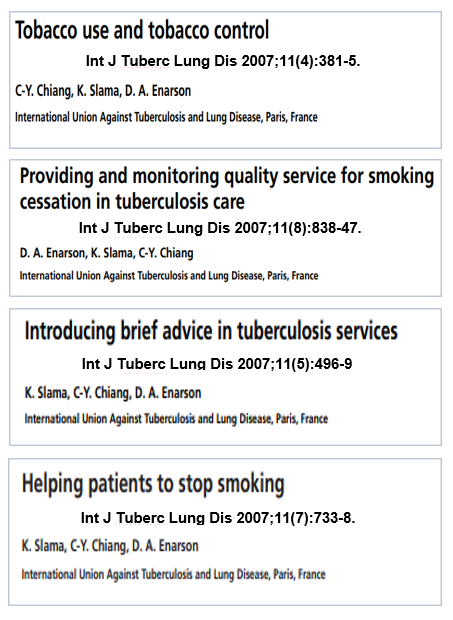 Tobacco use and tobacco control
Int J Tuberc Lung Dis 2007;11(4):381-5.
C-Y. Chiang, K. Slama, D. A. Enarson
International Union Against Tuberculosis and Lung Disease, Paris, France
Providing and monitoring quality service for smoking
cessation in tuberculosis care
Int J Tuberc Lung Dis 2007;11(8):838-47.
D. A. Enarson, K. Slama, C-Y. Chiang
International Union Against Tuberculosis and Lung Disease, Paris, France
Introducing brief advice in tuberculosis services
Int J Tuberc Lung Dis 2007;11(5):496-9
K. Slama, C-Y. Chiang, D. A. Enarson
International Union Against Tuberculosis and Lung Disease, Paris, France
Helping patients to stop smoking
Int J Tuberc Lung Dis 2007;11(7):733-8.
K. Slama, C-Y. Chiang, D. A. Enarson
International Union Against Tuberculosis and Lung Disease, Paris, France